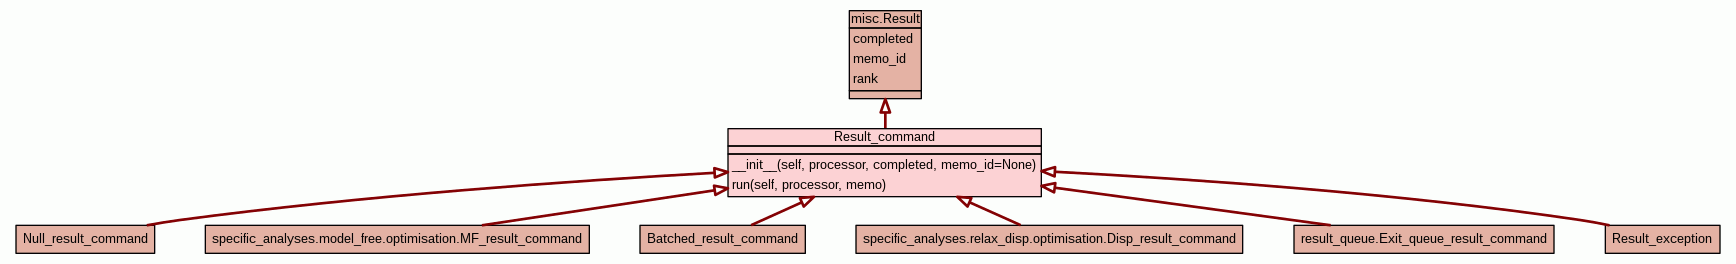 misc.Result
completed
memo_id
rank
Result_command
__init__(self, processor, completed, memo_id=None)
run(self, processor, memo)
Null_result_command
specific_analyses.model_free.optimisation.MF_result_command
Batched_result_command
specific_analyses.relax_disp.optimisation.Disp_result_command
result_queue.Exit_queue_result_command
Result_exception